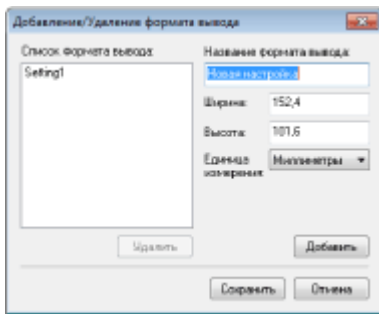 Добавление/Удаление формата вывода
Список формата вывода:
Setting1
Удалить
Название формата вывода:
Новая настройка
Ширина: 152,4
Высота: 101,6
Единица измерения: Миллиметры
Добавить
Сохранить
Отмена